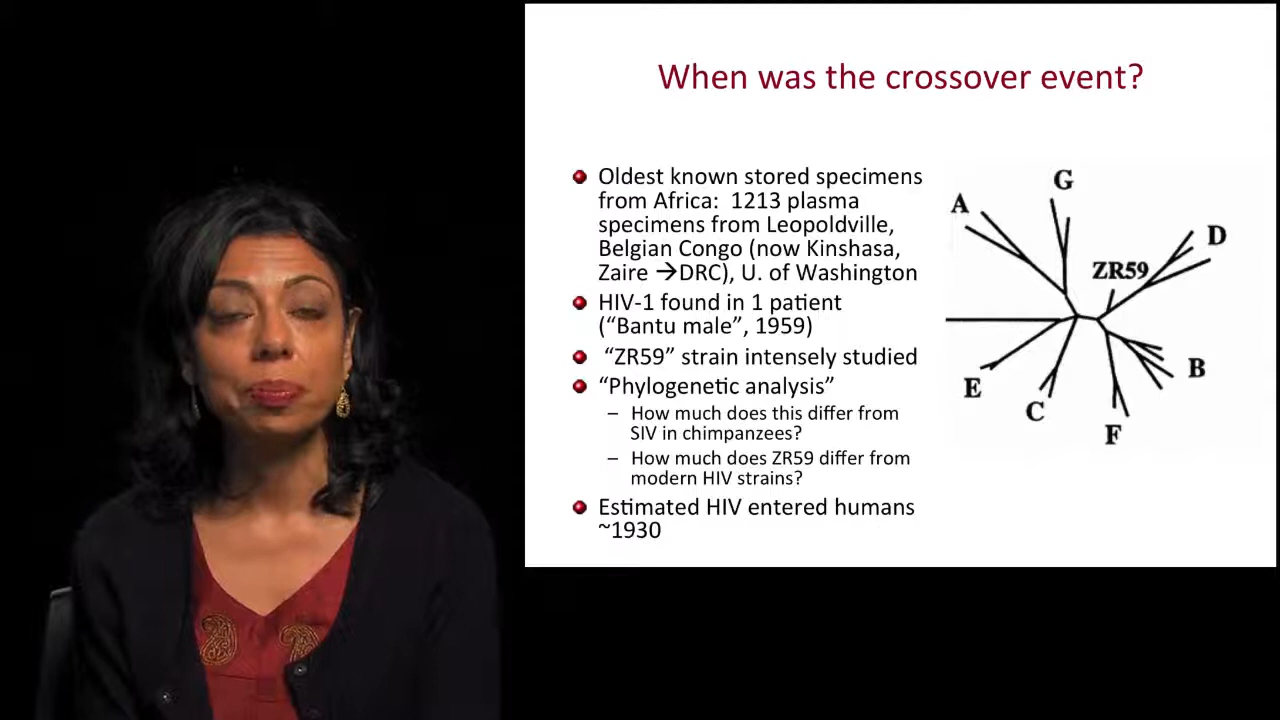 When was the crossover event?
Oldest known stored specimens
from Africa: 1213 plasma
specimens from Leopoldville,
Belgian Congo (now Kinshasa,
Zaire →DRC), U. of Washington
HIV-1 found in 1 patient
(“Bantu male”, 1959)
“ZR59” strain intensely studied
“Phylogenetic analysis”
– How much does this differ from
SIV in chimpanzees?
– How much does ZR59 differ from
modern HIV strains?
Estimated HIV entered humans
~1930
G
A
D
ZR59
B
E
C
F